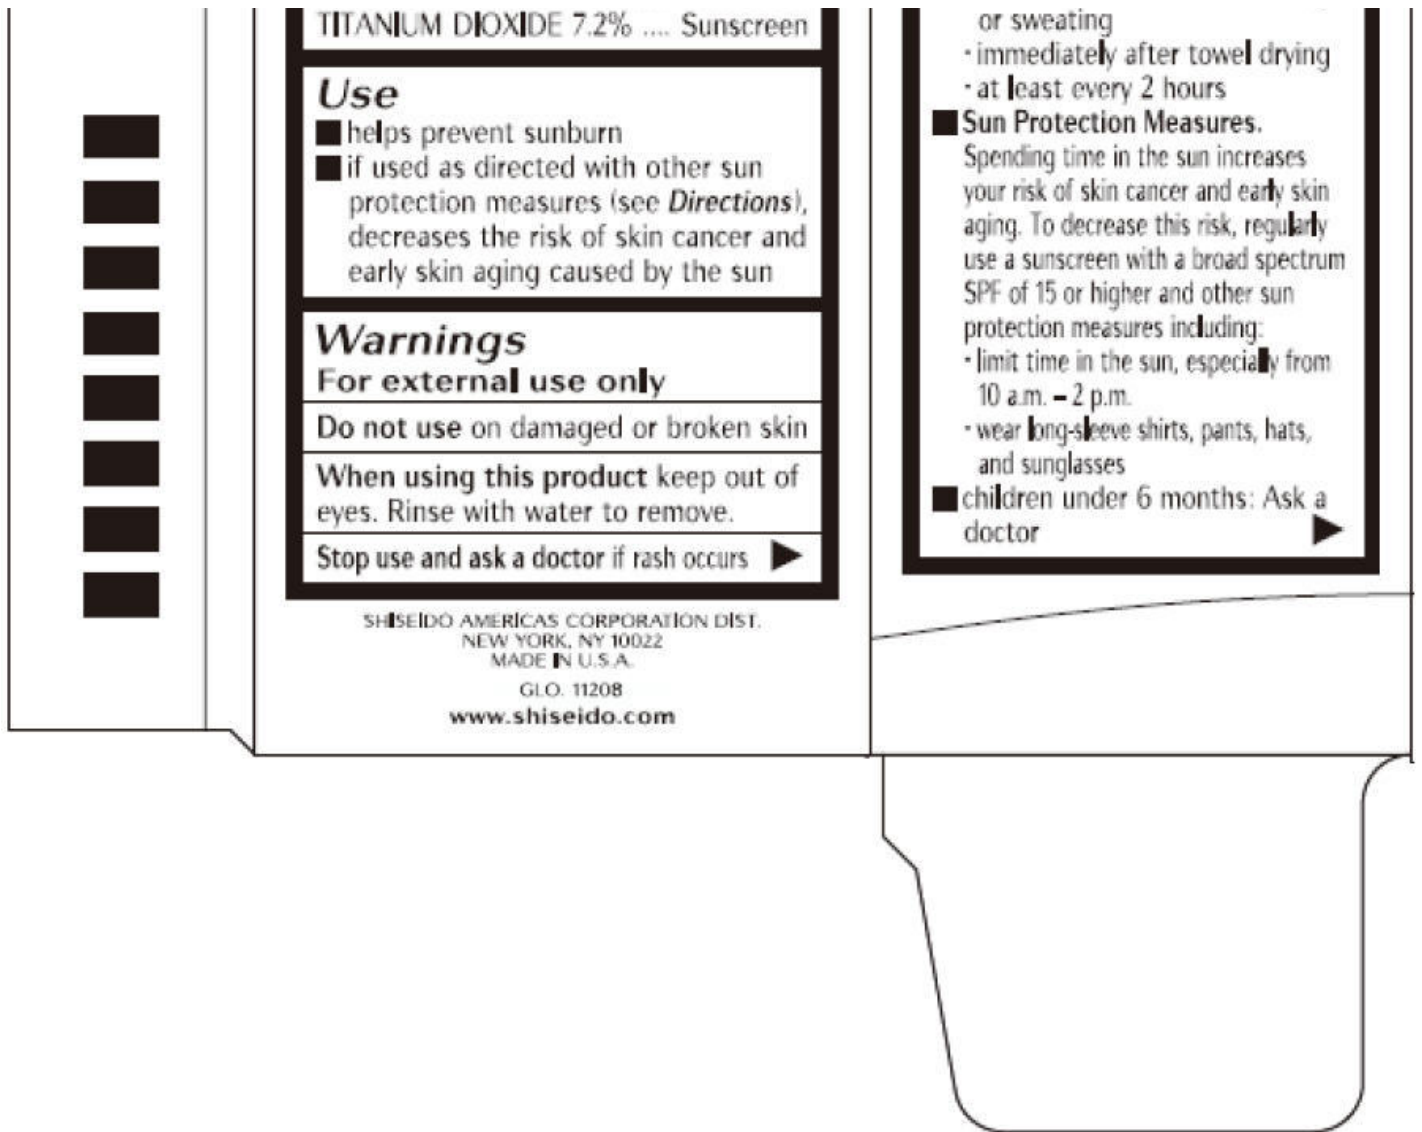 TITANIUM DIOXIDE 7.2% .... Sunscreen
Use
■ helps prevent sunburn
■ if used as directed with other sun
protection measures (see Directions),
decreases the risk of skin cancer and
early skin aging caused by the sun
Warnings
For external use only
Do not use on damaged or broken skin
When using this product keep out of
eyes. Rinse with water to remove.
Stop use and ask a doctor if rash occurs ▶
SHISEIDO AMERICAS CORPORATION DIST.
NEW YORK, NY 10022
MADE IN U.S.A.
GLO. 11208
www.shiseido.com
or sweating
· immediately after towel drying
· at least every 2 hours
■ Sun Protection Measures.
Spending time in the sun increases
your risk of skin cancer and early skin
aging. To decrease this risk, regularly
use a sunscreen with a broad spectrum
SPF of 15 or higher and other sun
protection measures including:
· limit time in the sun, especially from
10 a.m. – 2 p.m.
· wear long-sleeve shirts, pants, hats,
and sunglasses
■ children under 6 months: Ask a
doctor ▶